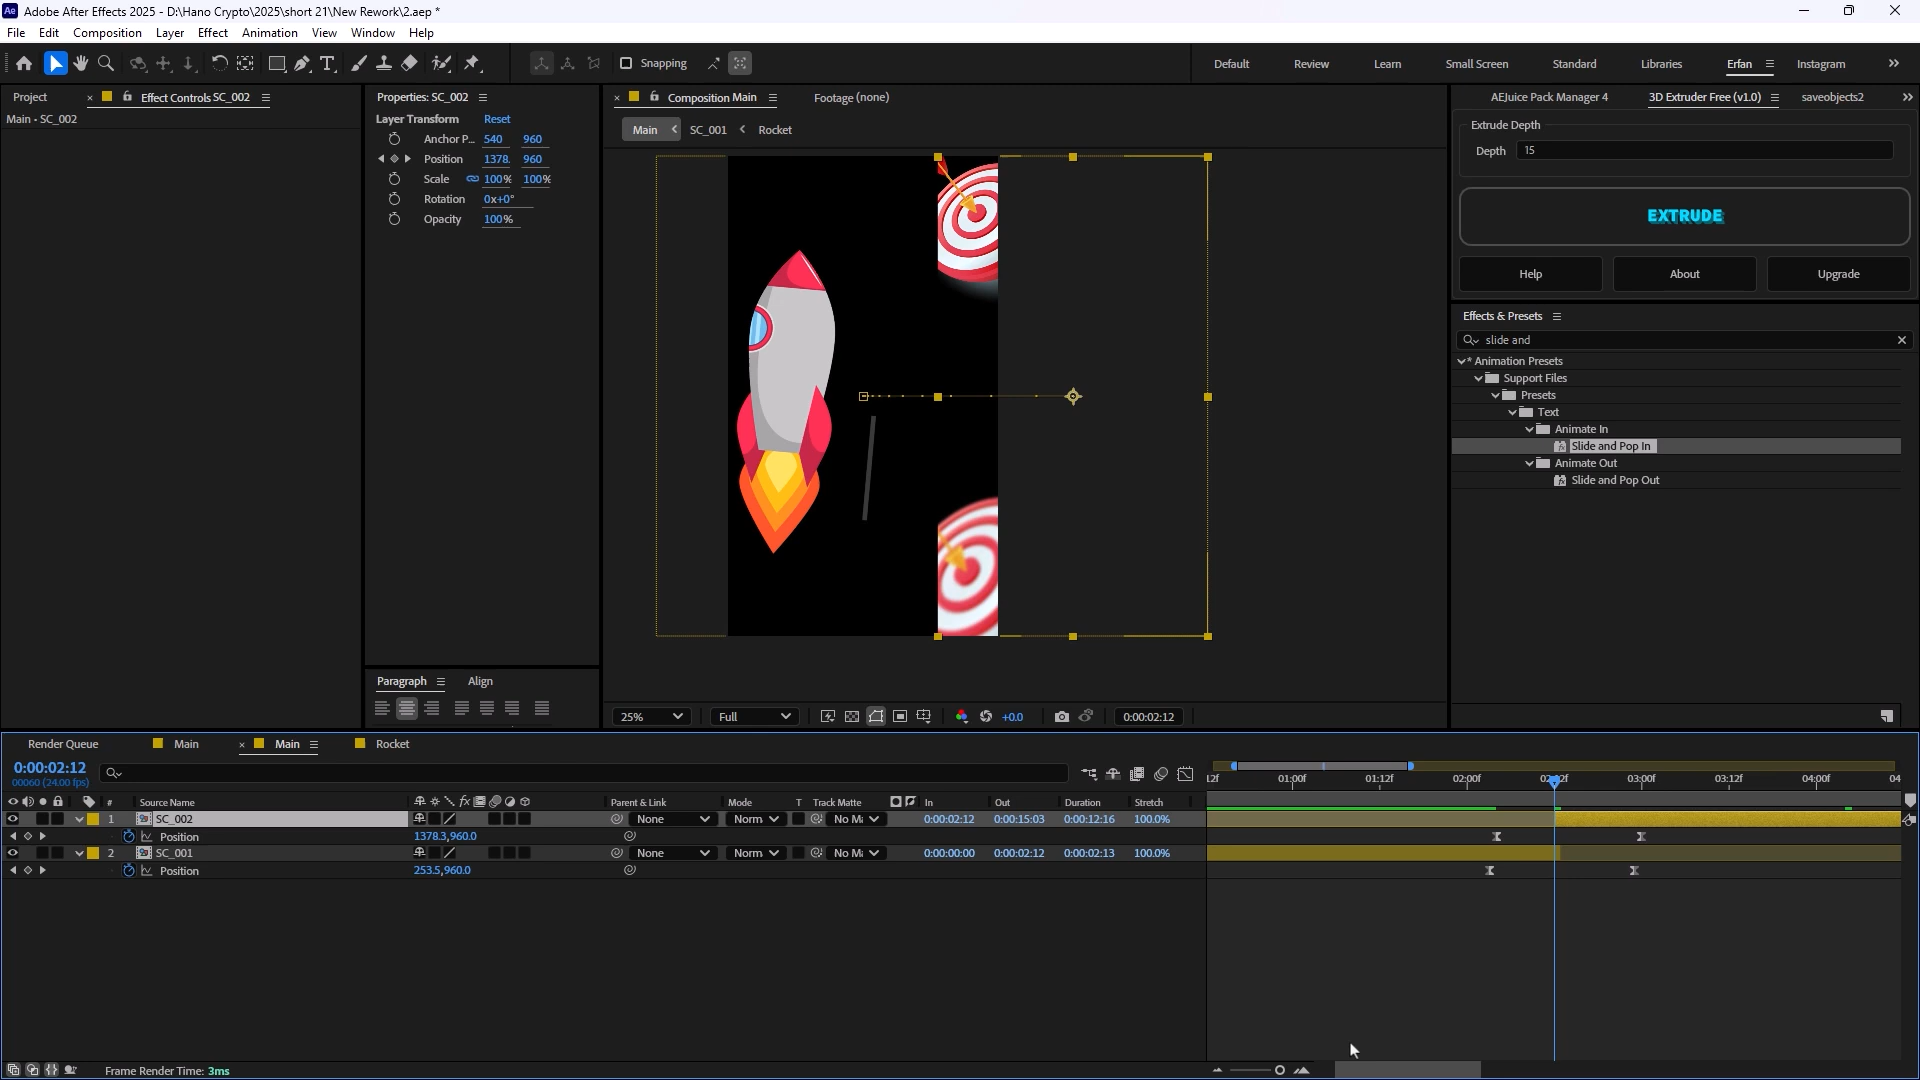 Adobe After Effects 2025 - D:\Hano Crypto\2025\short 21\New Rework\2.aep *
File Edit Composition Layer Effect Animation View Window Help
Snapping
Default Review Learn Small Screen Standard Libraries Erfan Instagram
Project Effect Controls SC_002
Main - SC_002
Properties: SC_002
Layer Transform Reset
Anchor P... 540 960
Position 1378. 960
Scale 100% 100%
Rotation 0x+0°
Opacity 100%
Paragraph Align
Composition Main Footage (none)
Main SC_001 Rocket
25% Full +0.0 0:00:02:12
AEJuice Pack Manager 4 3D Extruder Free (v1.0) saveobjects2
Extrude Depth
Depth 15
EXTRUDE
Help About Upgrade
Effects & Presets
slide and
* Animation Presets
Support Files
Presets
Text
Animate In
Slide and Pop In
Animate Out
Slide and Pop Out
Render Queue Main Main Rocket
0:00:02:12
00060 (24.00 fps)
# Source Name Parent & Link Mode T Track Matte In Out Duration Stretch
12f 01:00f 01:12f 02:00f 02:12f 03:00f 03:12f 04:00f 04
1 SC_002 None Norm No Ma 0:00:02:12 0:00:15:03 0:00:12:16 100.0%
Position 1378.3,960.0
2 SC_001 None Norm No Ma 0:00:00:00 0:00:02:12 0:00:02:13 100.0%
Position 253.5,960.0
Frame Render Time: 3ms